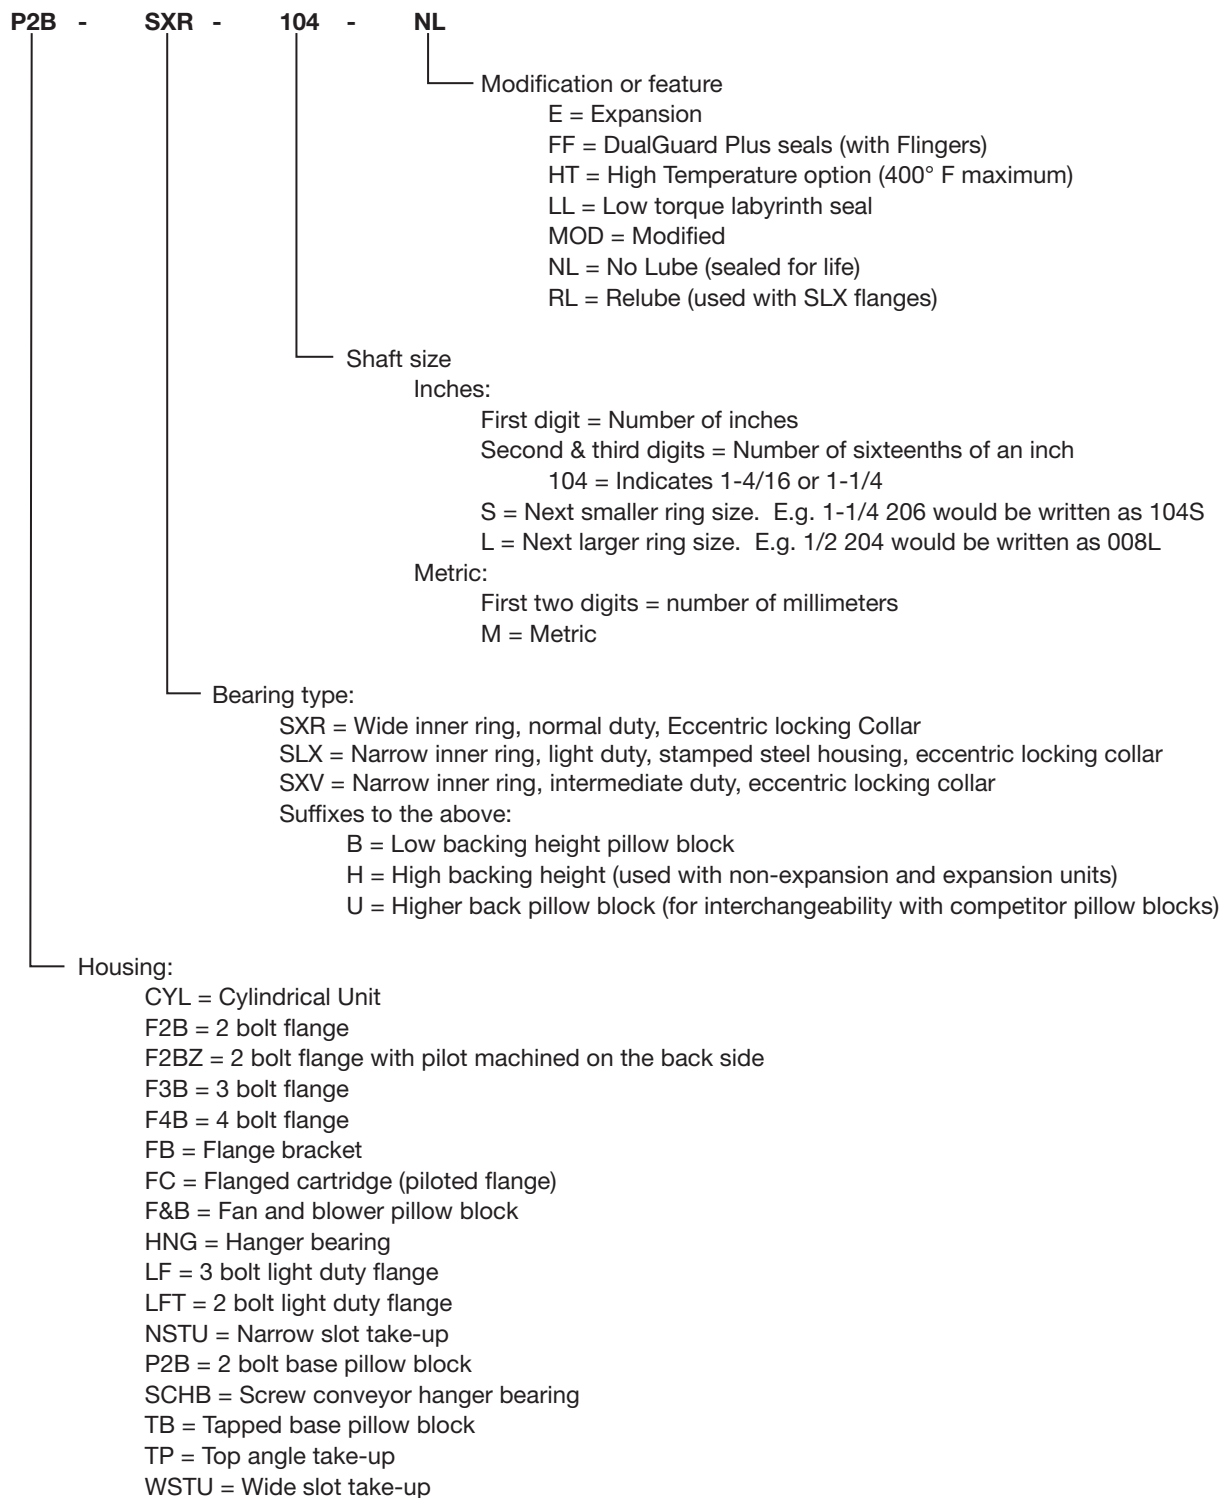 P2B - SXR - 104 - NL
Modification or feature
E = Expansion
FF = DualGuard Plus seals (with Flingers)
HT = High Temperature option (400° F maximum)
LL = Low torque labyrinth seal
MOD = Modified
NL = No Lube (sealed for life)
RL = Relube (used with SLX flanges)
Shaft size
Inches:
First digit = Number of inches
Second & third digits = Number of sixteenths of an inch
104 = Indicates 1-4/16 or 1-1/4
S = Next smaller ring size. E.g. 1-1/4 206 would be written as 104S
L = Next larger ring size. E.g. 1/2 204 would be written as 008L
Metric:
First two digits = number of millimeters
M = Metric
Bearing type:
SXR = Wide inner ring, normal duty, Eccentric locking Collar
SLX = Narrow inner ring, light duty, stamped steel housing, eccentric locking collar
SXV = Narrow inner ring, intermediate duty, eccentric locking collar
Suffixes to the above:
B = Low backing height pillow block
H = High backing height (used with non-expansion and expansion units)
U = Higher back pillow block (for interchangeability with competitor pillow blocks)
Housing:
CYL = Cylindrical Unit
F2B = 2 bolt flange
F2BZ = 2 bolt flange with pilot machined on the back side
F3B = 3 bolt flange
F4B = 4 bolt flange
FB = Flange bracket
FC = Flanged cartridge (piloted flange)
F&B = Fan and blower pillow block
HNG = Hanger bearing
LF = 3 bolt light duty flange
LFT = 2 bolt light duty flange
NSTU = Narrow slot take-up
P2B = 2 bolt base pillow block
SCHB = Screw conveyor hanger bearing
TB = Tapped base pillow block
TP = Top angle take-up
WSTU = Wide slot take-up